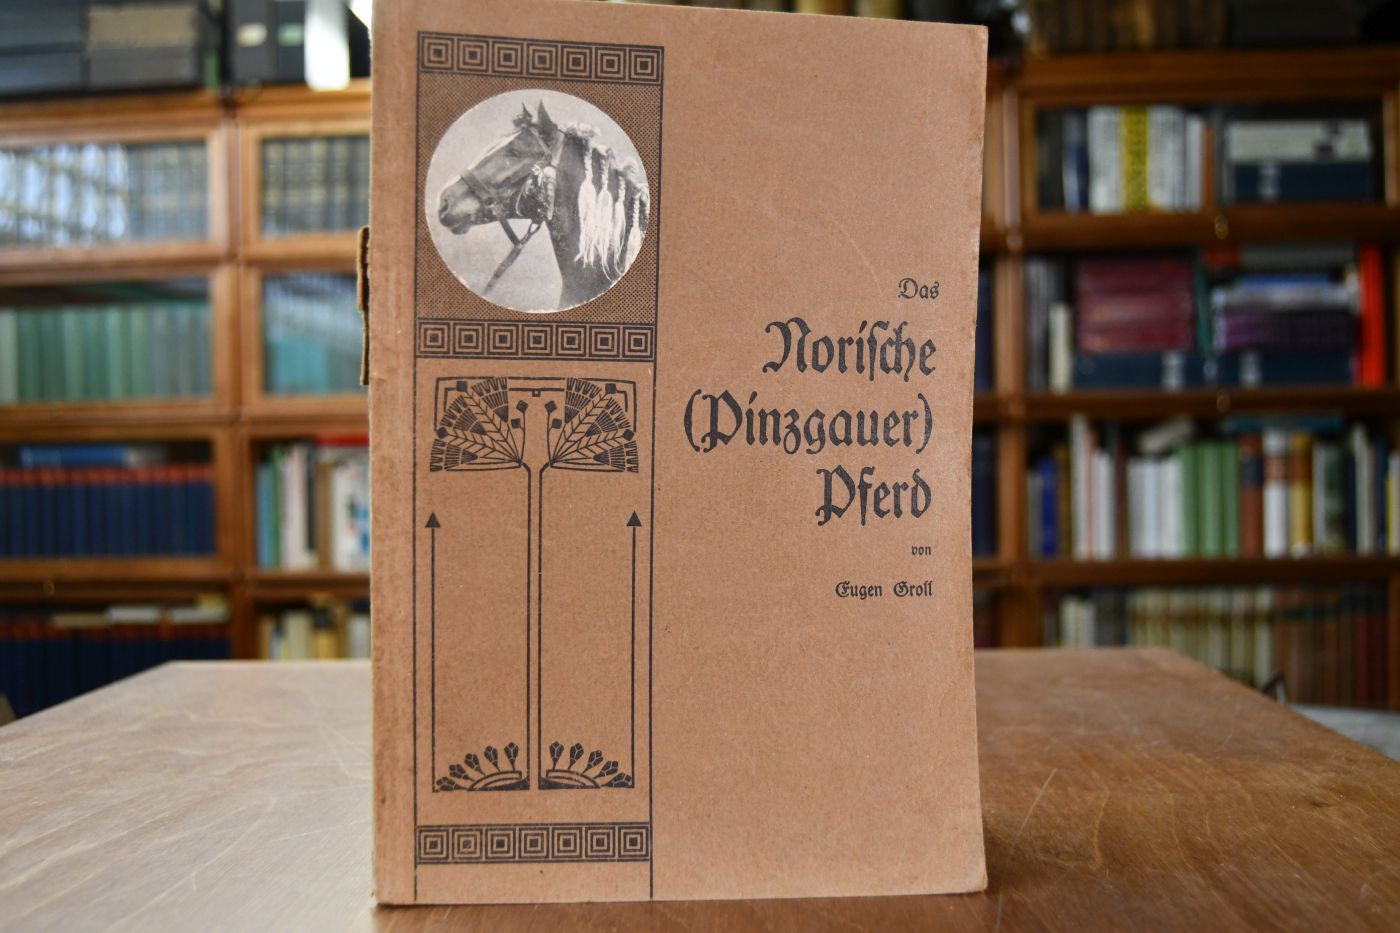 Das
Noriſche
(Pinzgauer)
Pferd
von
Eugen Groll